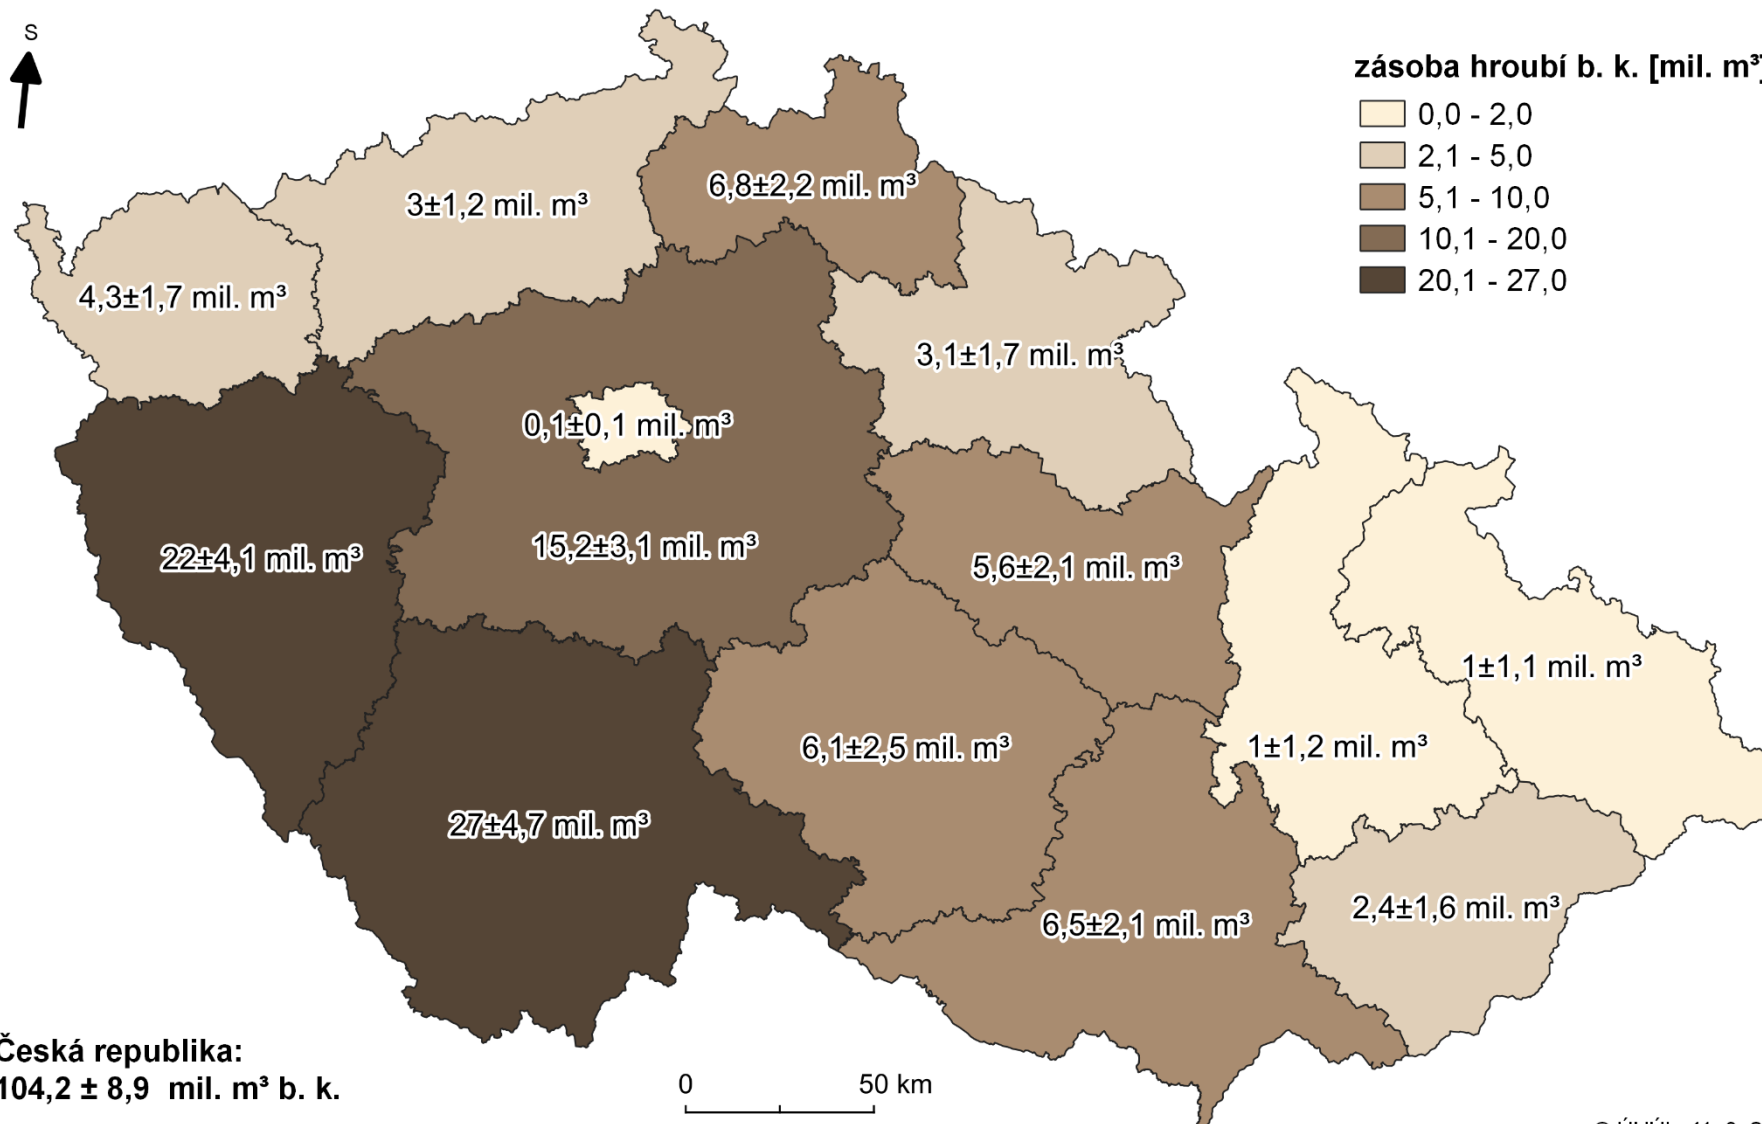 S
zásoba hroubí b. k. [mil. m³]
0,0 - 2,0
2,1 - 5,0
5,1 - 10,0
10,1 - 20,0
20,1 - 27,0
6,8±2,2 mil. m³
3±1,2 mil. m³
4,3±1,7 mil. m³
3,1±1,7 mil. m³
0,1±0,1 mil. m³
15,2±3,1 mil. m³
22±4,1 mil. m³
5,6±2,1 mil. m³
1±1,1 mil. m³
6,1±2,5 mil. m³
1±1,2 mil. m³
27±4,7 mil. m³
2,4±1,6 mil. m³
6,5±2,1 mil. m³
Česká republika:
104,2 ± 8,9 mil. m³ b. k.
0 50 km